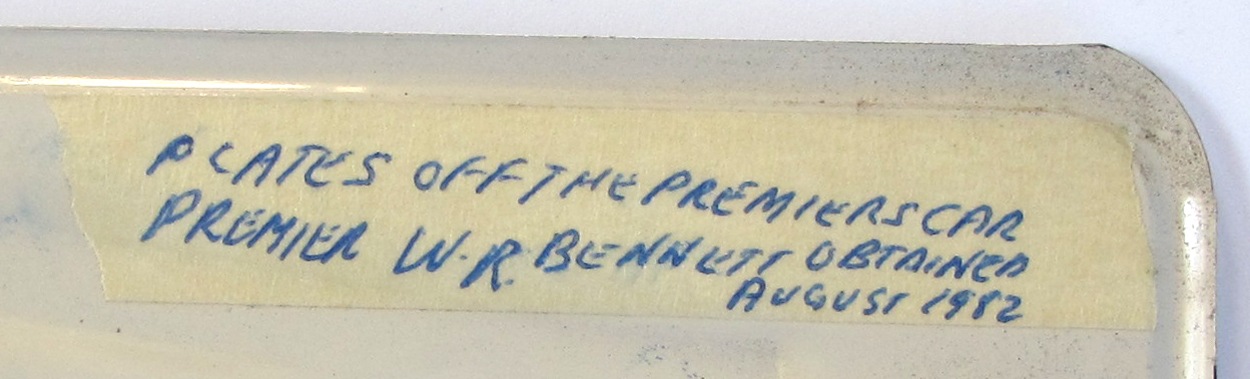 PLATES OFF THE PREMIERS CAR
PREMIER W.R. BENNETT OBTAINED
AUGUST 1982